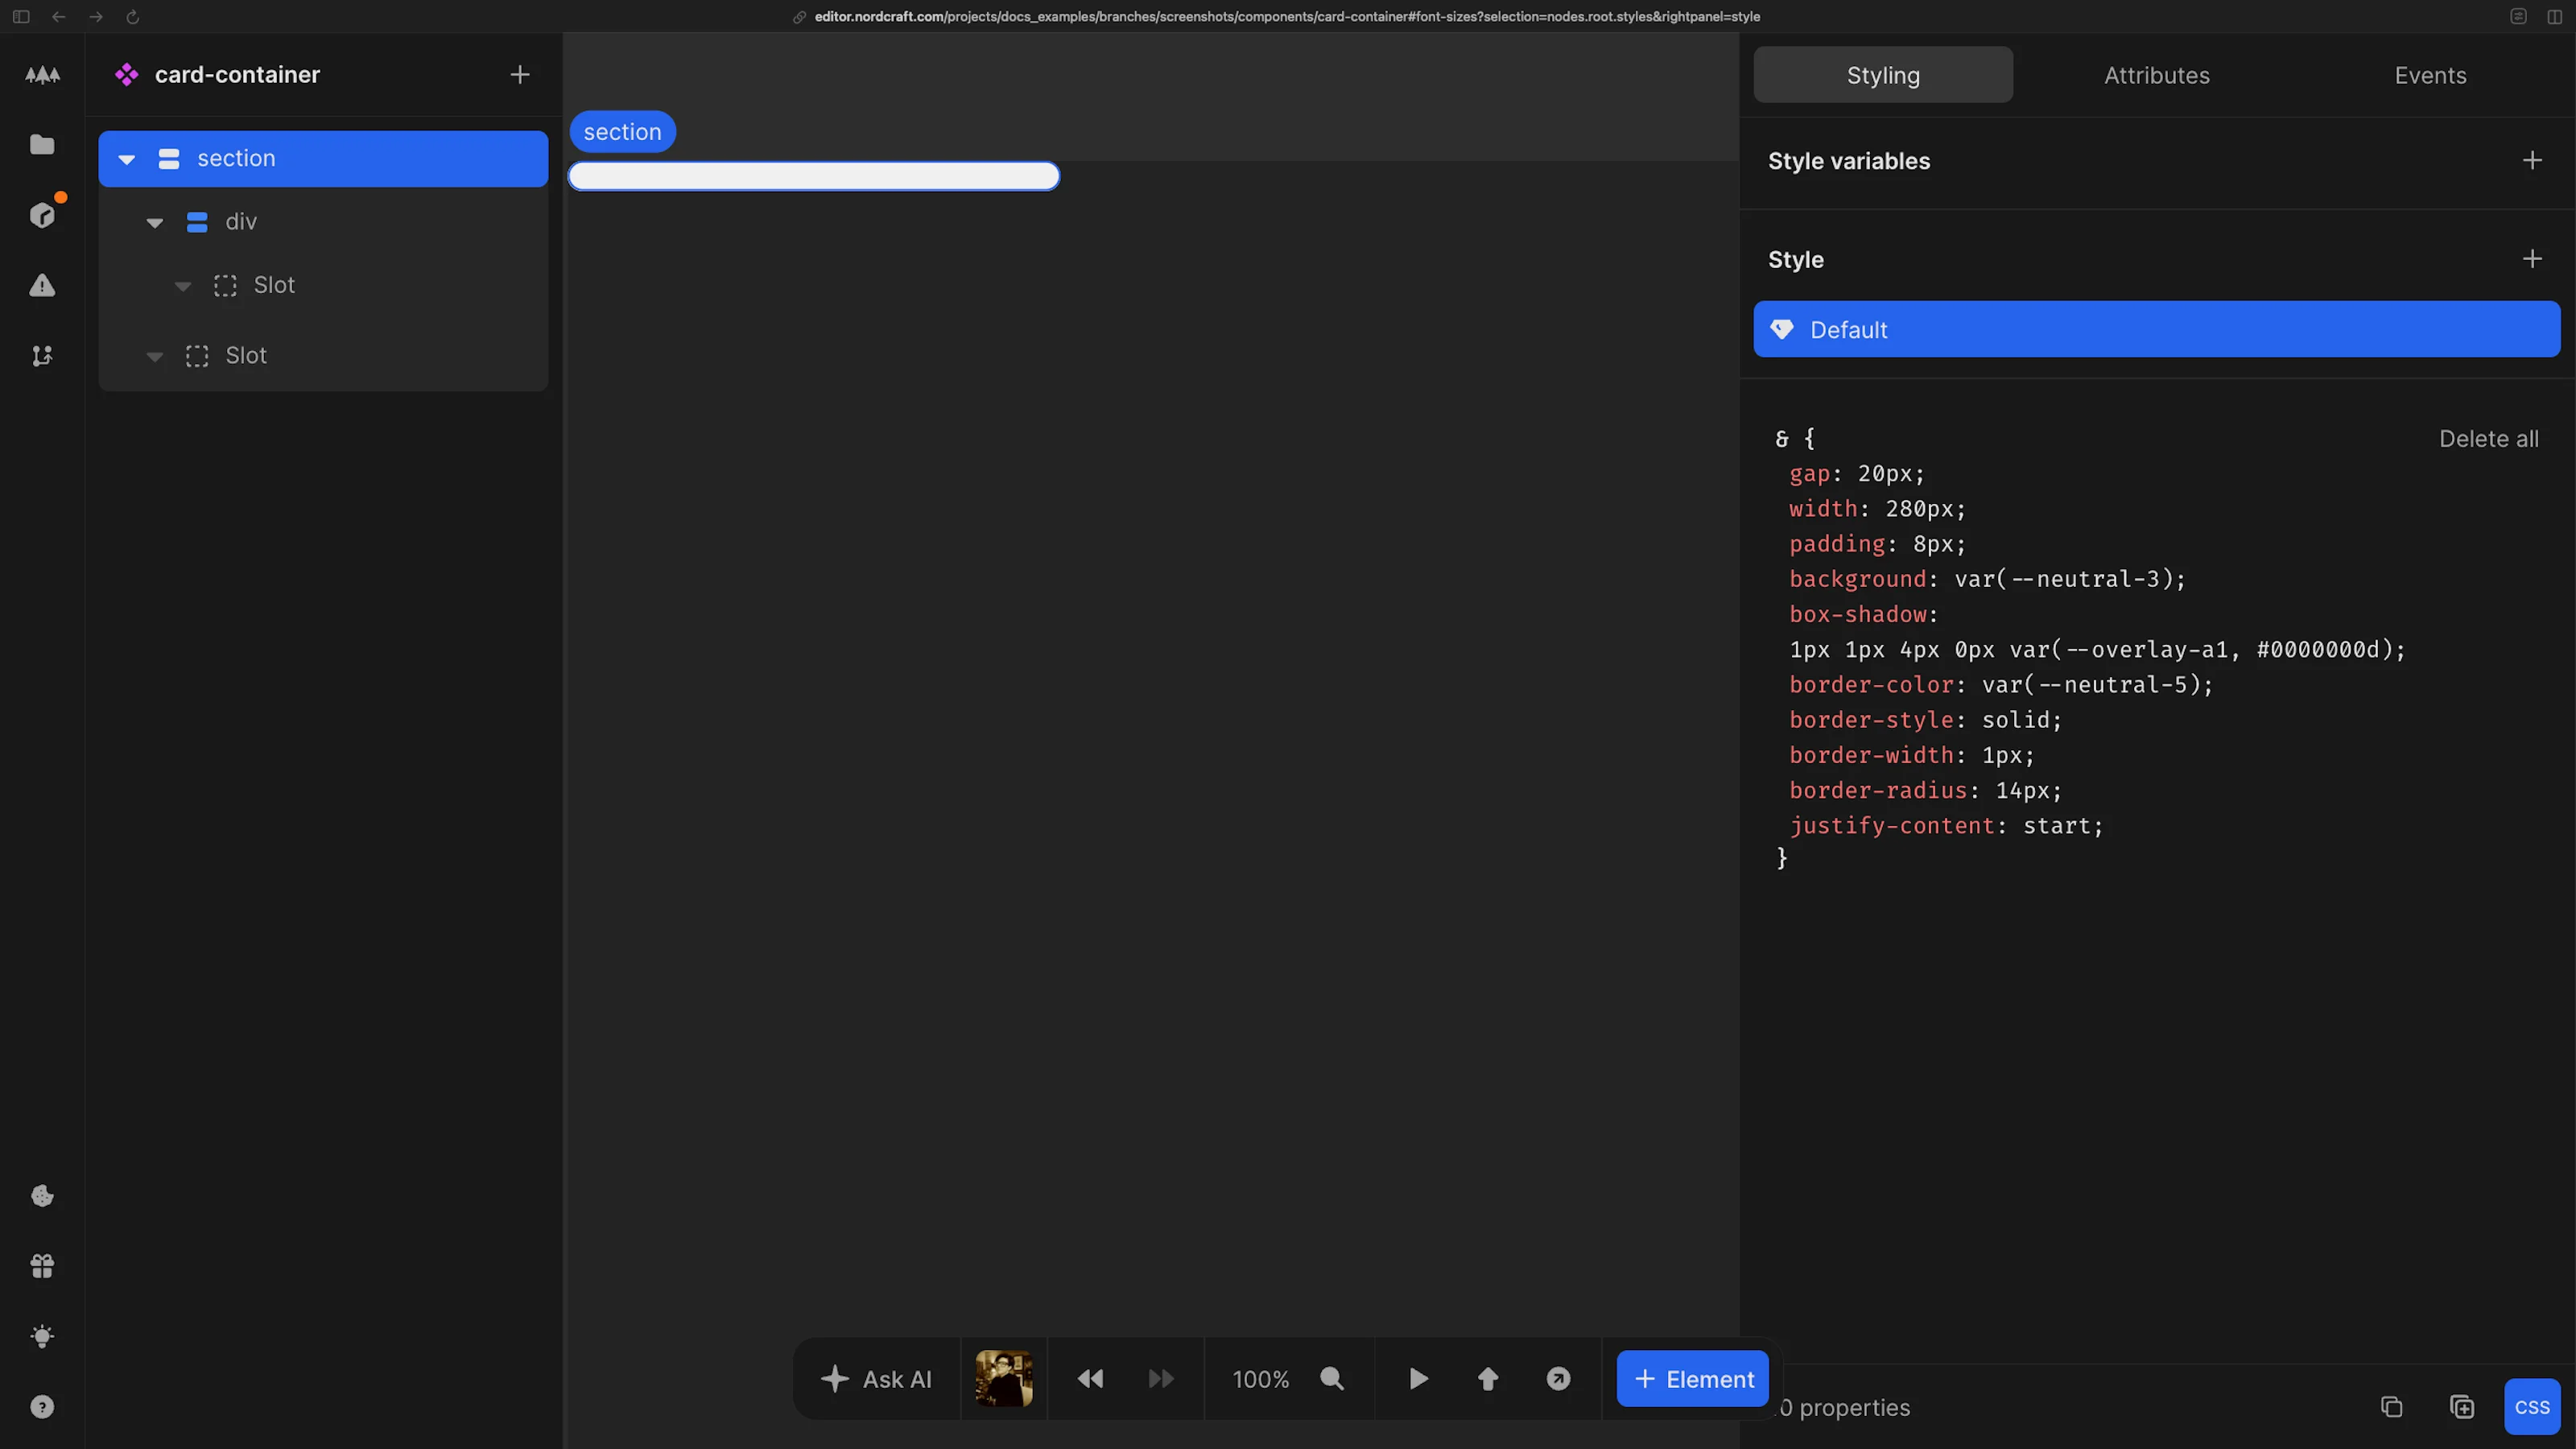 editor.nordcraft.com/projects/docs_examples/branches/screenshots/components/card-container#font-sizes?selection=nodes.root.styles&rightpanel=style
card-container
section
div
Slot
Slot
section
Styling
Attributes
Events
Style variables
Style
Default
Delete all
& {
gap: 20px;
width: 280px;
padding: 8px;
background: var(--neutral-3);
box-shadow:
1px 1px 4px 0px var(--overlay-a1, #0000000d);
border-color: var(--neutral-5);
border-style: solid;
border-width: 1px;
border-radius: 14px;
justify-content: start;
}
Ask AI
100%
Element
0 properties
CSS